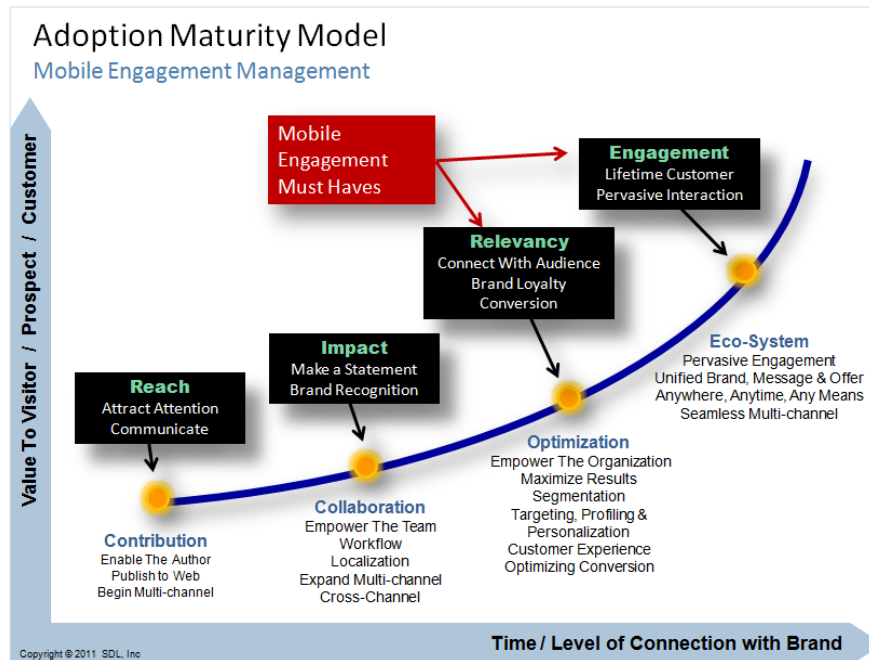 Adoption Maturity Model
Mobile Engagement Management
Value To Visitor / Prospect / Customer
Mobile
Engagement
Must Haves
Engagement
Lifetime Customer
Pervasive Interaction
Relevancy
Connect With Audience
Brand Loyalty
Conversion
Impact
Make a Statement
Brand Recognition
Reach
Attract Attention
Communicate
Eco-System
Pervasive Engagement
Unified Brand, Message & Offer
Anywhere, Anytime, Any Means
Seamless Multi-channel
Optimization
Empower The Organization
Maximize Results
Segmentation
Targeting, Profiling &
Personalization
Customer Experience
Optimizing Conversion
Collaboration
Empower The Team
Workflow
Localization
Expand Multi-channel
Cross-Channel
Contribution
Enable The Author
Publish to Web
Begin Multi-channel
Time / Level of Connection with Brand
Copyright © 2011 SDL, Inc